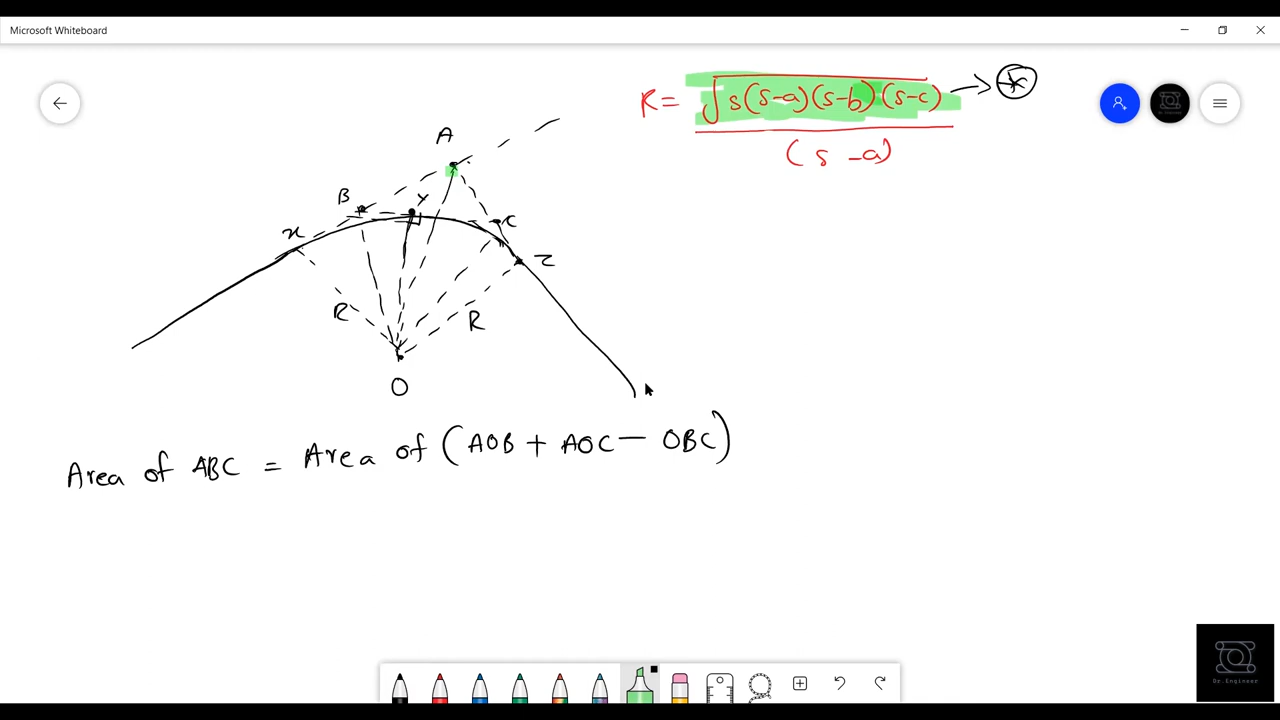 Microsoft Whiteboard
R = √s(s-a)(s-b)(s-c) → *
(s-a)
A
B
Y
C
x
Z
R
R
O
Area of ABC = Area of (AOB + AOC - OBC)
Dr.Engineer